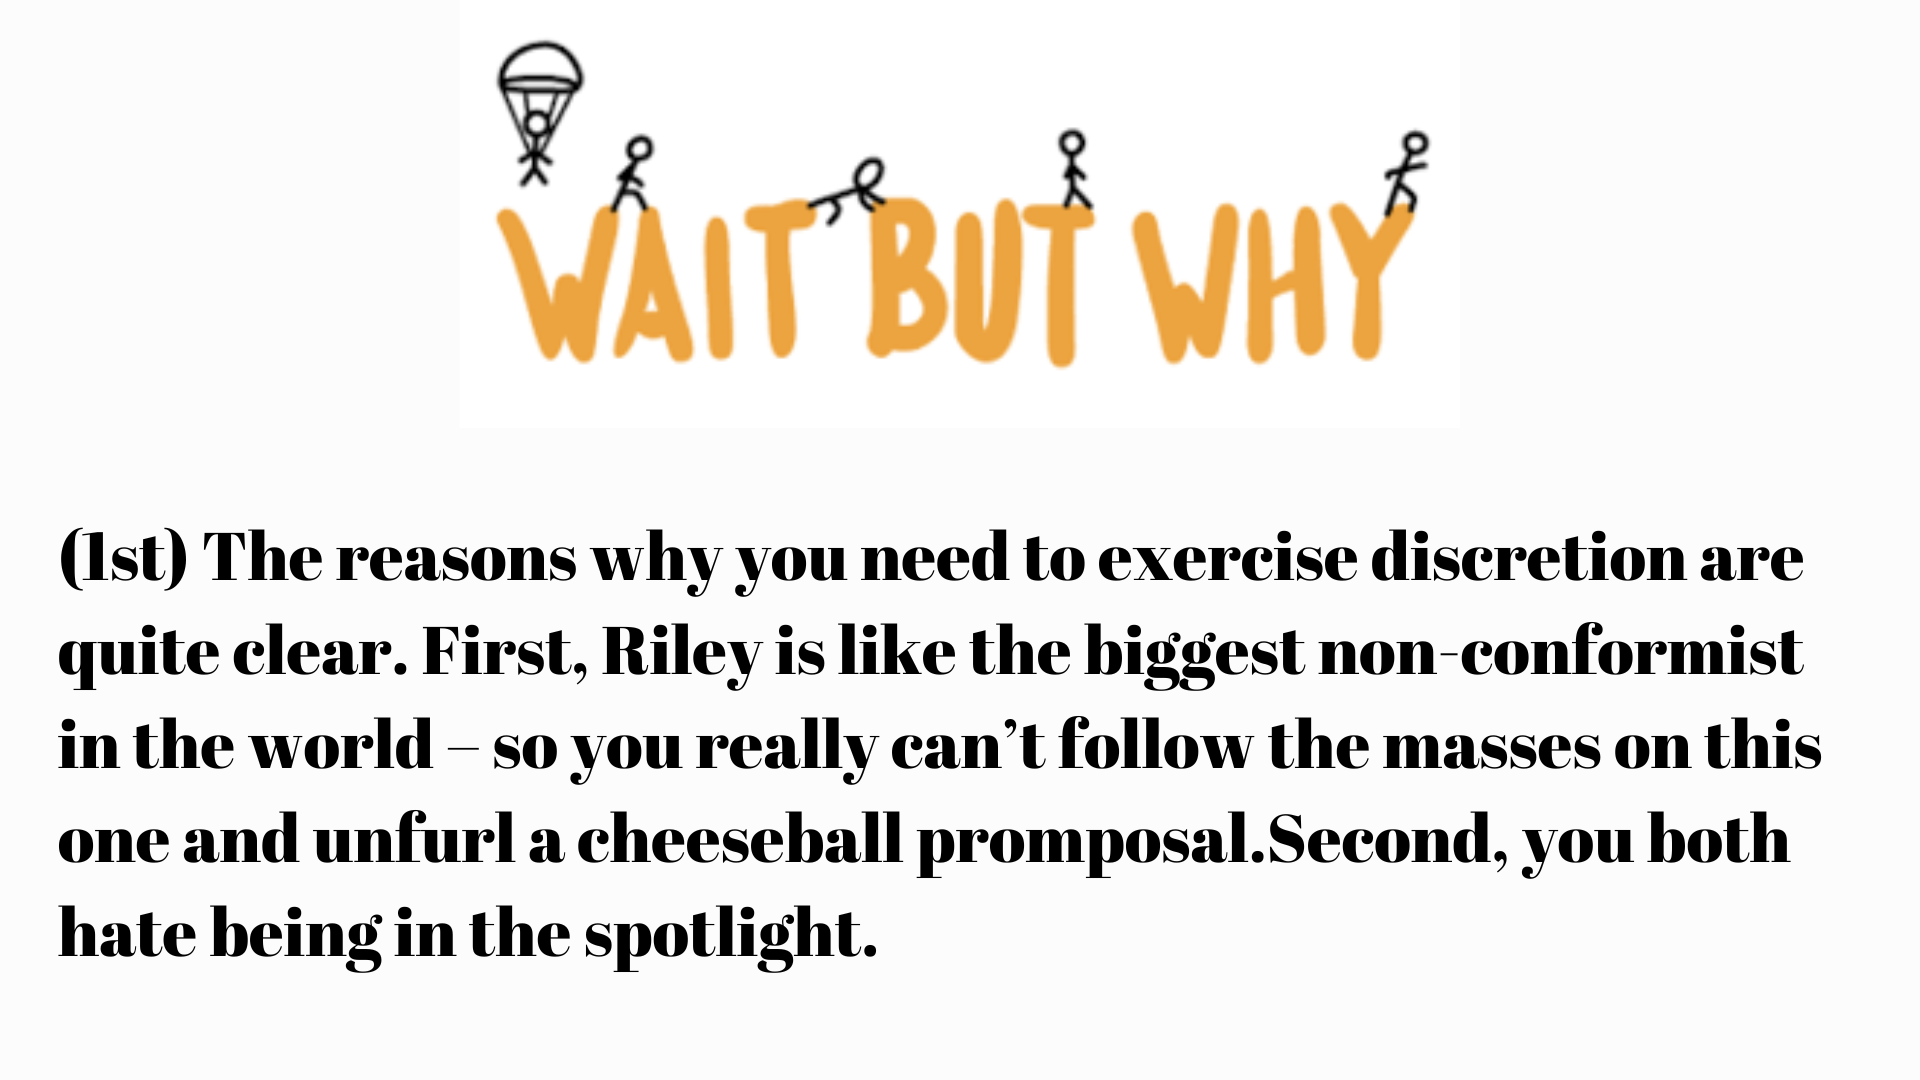 WAIT BUT WHY
(1st) The reasons why you need to exercise discretion are
quite clear. First, Riley is like the biggest non-conformist
in the world – so you really can’t follow the masses on this
one and unfurl a cheeseball promposal.Second, you both
hate being in the spotlight.